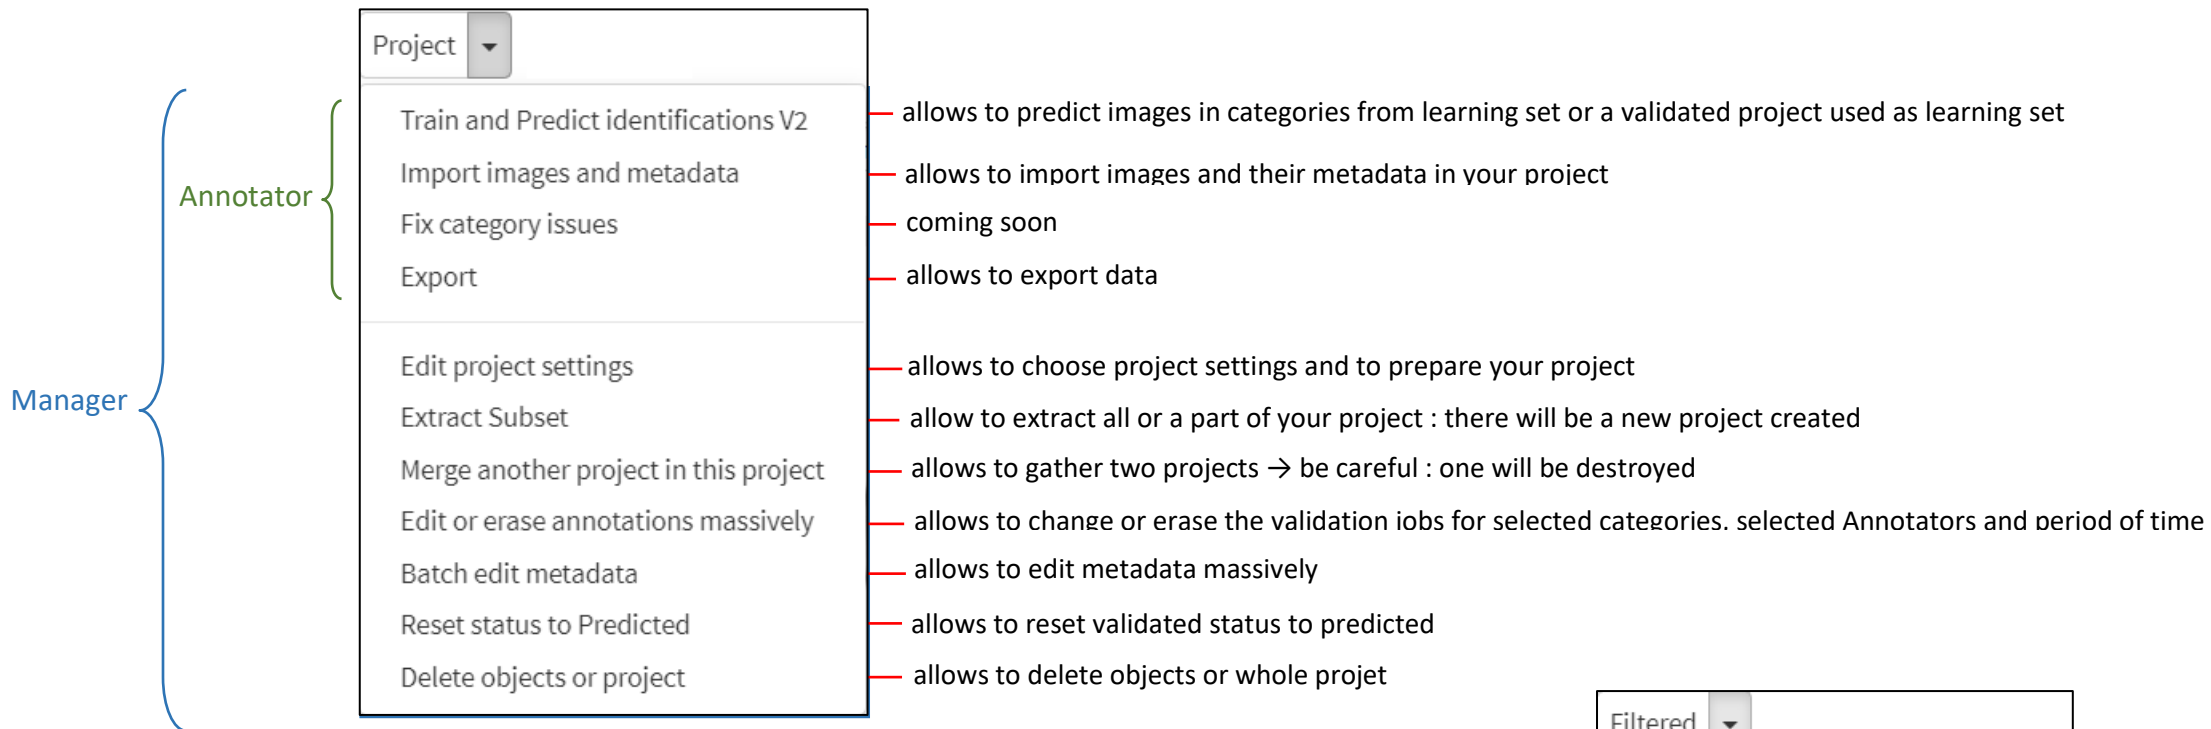 Project
Train and Predict identifications V2 allows to predict images in categories from learning set or a validated project used as learning set
Import images and metadata allows to import images and their metadata in your project
Annotator
Fix category issues coming soon
Export allows to export data
Edit project settings allows to choose project settings and to prepare your project
Manager
Extract Subset allow to extract all or a part of your project : there will be a new project created
Merge another project in this project allows to gather two projects → be careful : one will be destroyed
Edit or erase annotations massively allows to change or erase the validation jobs for selected categories, selected Annotators and period of time
Batch edit metadata allows to edit metadata massively
Reset status to Predicted allows to reset validated status to predicted
Delete objects or project allows to delete objects or whole projet
Filtered